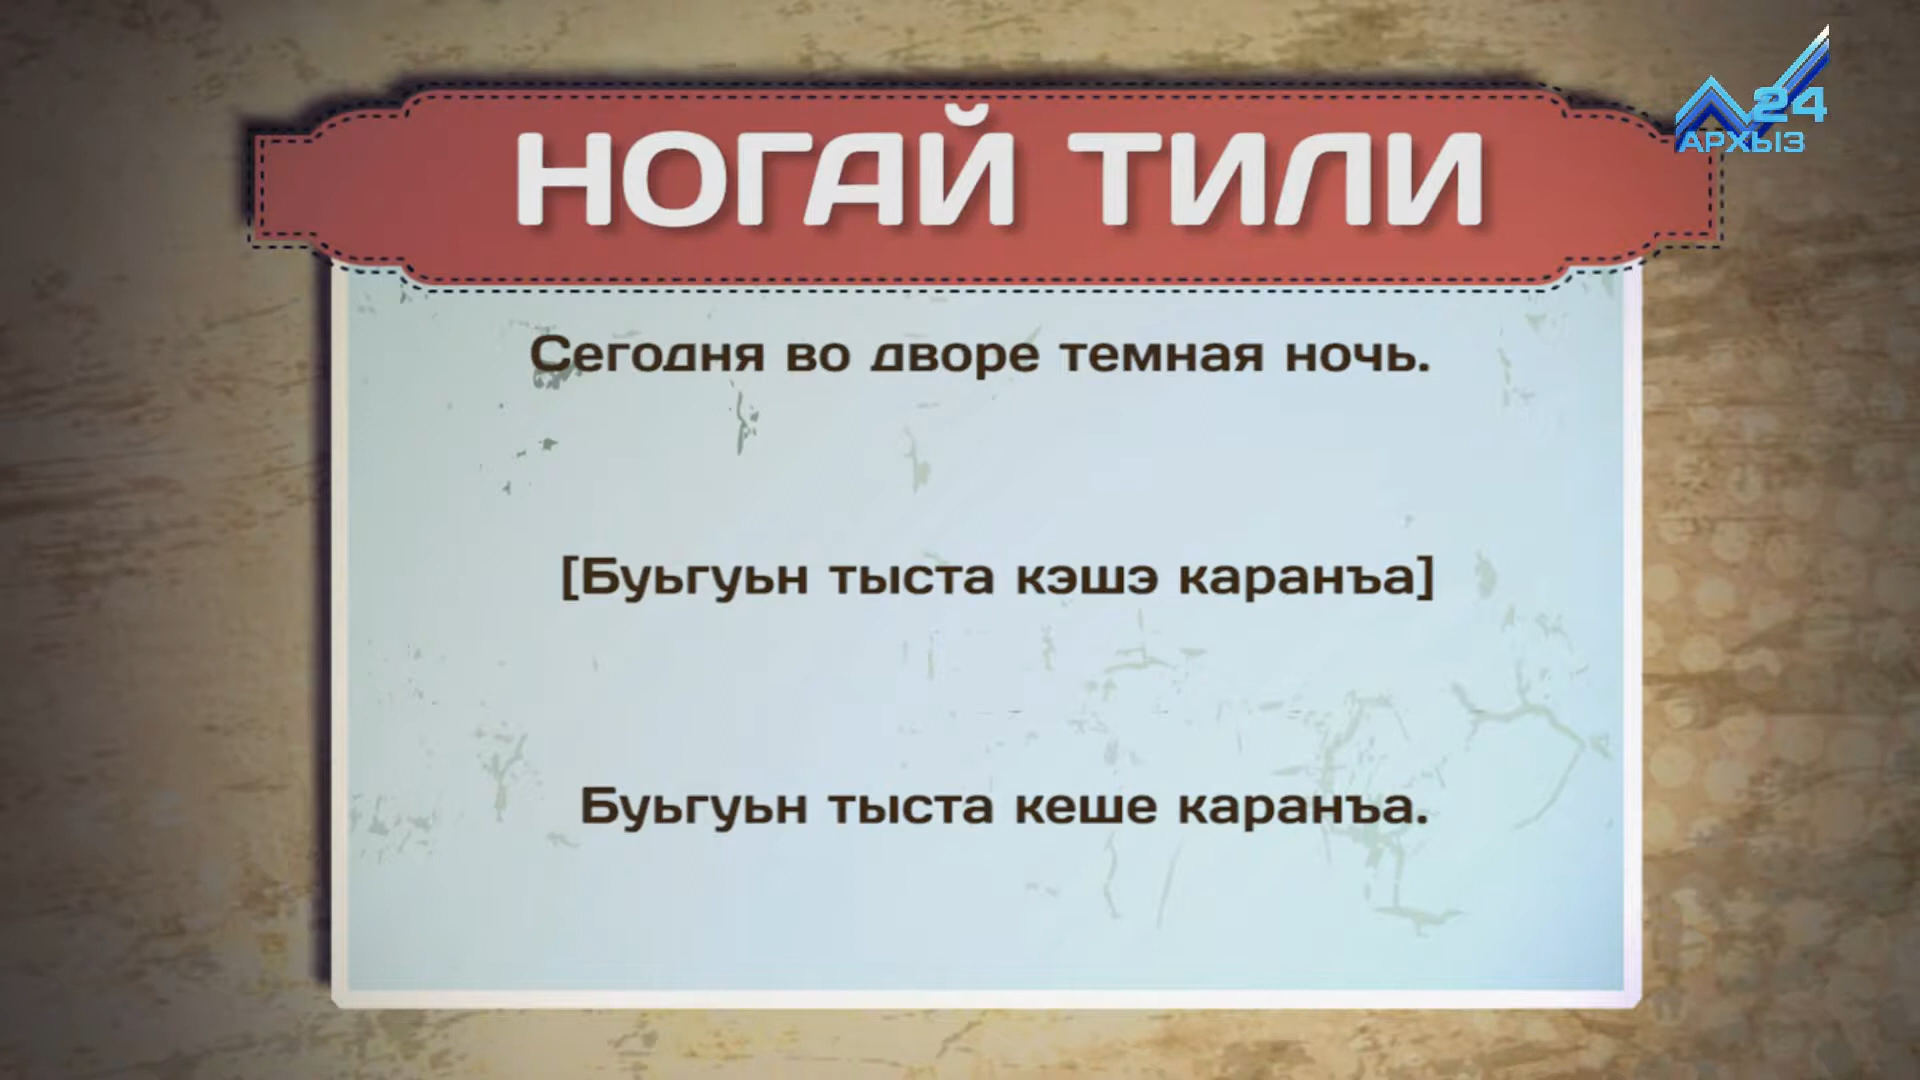 НОГАЙ ТИЛИ
24
АРХЫЗ
Сегодня во дворе темная ночь.
[Буьгуьн тыста кэшэ каранъа]
Буьгуьн тыста кеше каранъа.